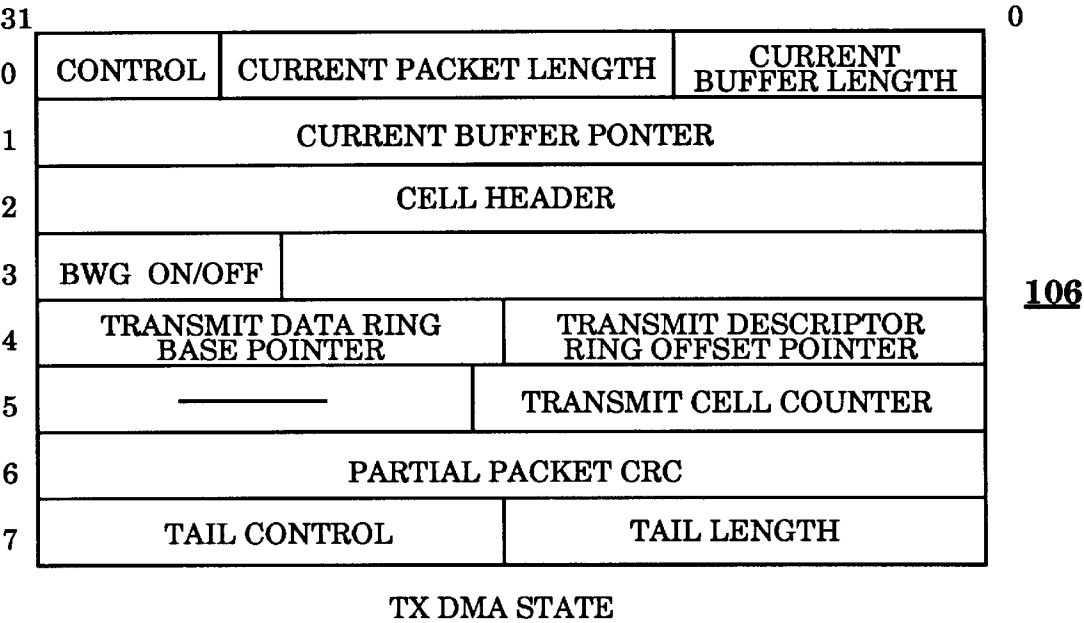 31 0
0 CONTROL CURRENT PACKET LENGTH CURRENT
BUFFER LENGTH
1 CURRENT BUFFER PONTER
2 CELL HEADER
3 BWG ON/OFF
106
4 TRANSMIT DATA RING TRANSMIT DESCRIPTOR
BASE POINTER RING OFFSET POINTER
5 TRANSMIT CELL COUNTER
6 PARTIAL PACKET CRC
7 TAIL CONTROL TAIL LENGTH
TX DMA STATE